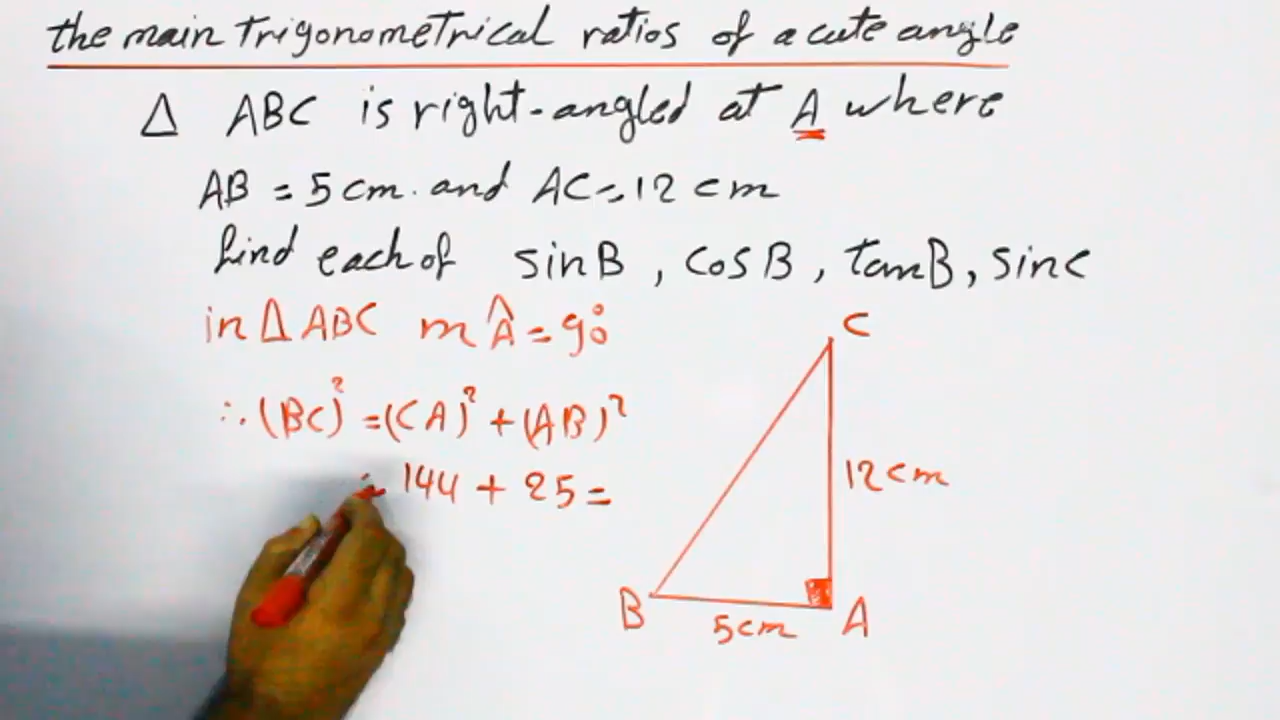 the main Trigonometrical ratios of acute angle
Δ ABC is right-angled at A where
AB = 5cm. and AC = 12 cm
find each of sinB, cosB, tanB, sinc
in Δ ABC m Â = 90°
∴ (BC)² = (CA)² + (AB)²
= 144 + 25 =
C
12cm
B
A
5cm